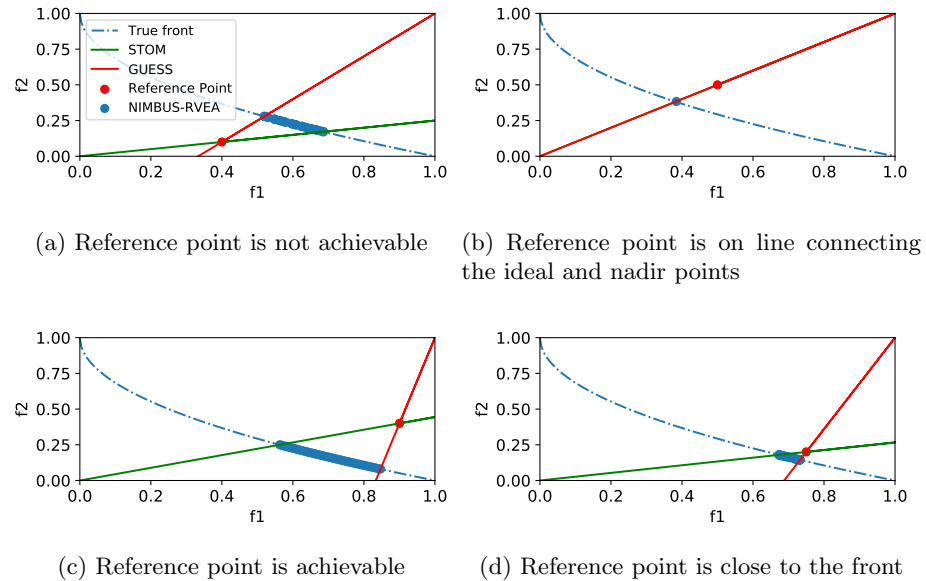 1.00
0.75
0.50
0.25
0.00
f2
0.0 0.2 0.4 0.6 0.8 1.0
f1
True front
STOM
GUESS
Reference Point
NIMBUS-RVEA
1.00
0.75
0.50
0.25
0.00
f2
0.0 0.2 0.4 0.6 0.8 1.0
f1
(a) Reference point is not achievable
(b) Reference point is on line connecting
the ideal and nadir points
1.00
0.75
0.50
0.25
0.00
f2
0.0 0.2 0.4 0.6 0.8 1.0
f1
1.00
0.75
0.50
0.25
0.00
f2
0.0 0.2 0.4 0.6 0.8 1.0
f1
(c) Reference point is achievable
(d) Reference point is close to the front